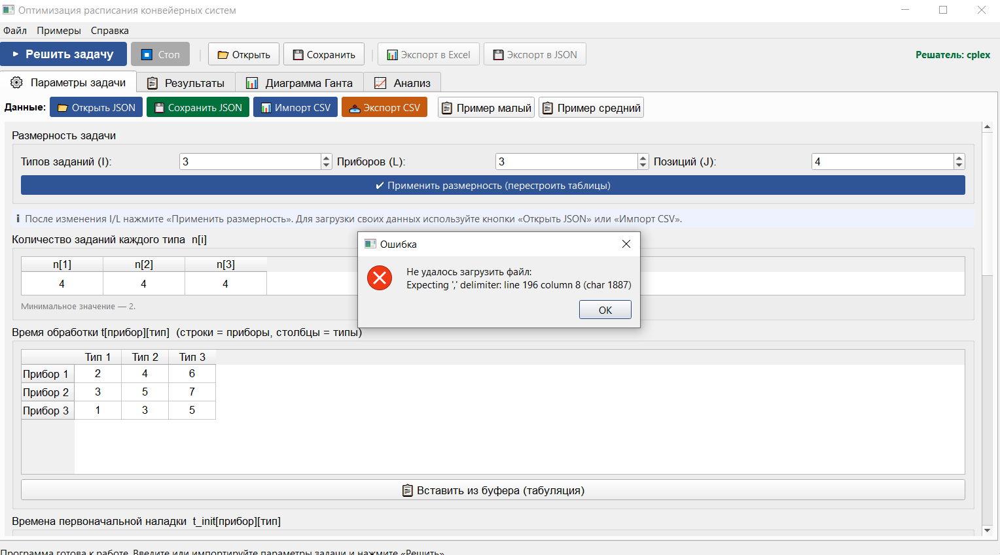 Оптимизация расписания конвейерных систем
Файл Примеры Справка
Решить задачу Стоп Открыть Сохранить Экспорт в Excel Экспорт в JSON Решатель: cplex
Параметры задачи Результаты Диаграмма Ганта Анализ
Данные: Открыть JSON Сохранить JSON Импорт CSV Экспорт CSV Пример малый Пример средний
Размерность задачи
Типов заданий (I): 3 Приборов (L): 3 Позиций (J): 4
✔ Применить размерность (перестроить таблицы)
ℹ После изменения I/L нажмите «Применить размерность». Для загрузки своих данных используйте кнопки «Открыть JSON» или «Импорт CSV».
Количество заданий каждого типа n[i]
n[1] n[2] n[3]
4 4 4
Минимальное значение — 2.
Ошибка
Не удалось загрузить файл:
Expecting ',' delimiter: line 196 column 8 (char 1887)
OK
Время обработки t[прибор][тип] (строки = приборы, столбцы = типы)
Тип 1 Тип 2 Тип 3
Прибор 1 2 4 6
Прибор 2 3 5 7
Прибор 3 1 3 5
Вставить из буфера (табуляция)
Времена первоначальной наладки t_init[прибор][тип]
Программа готова к работе. Введите или импортируйте параметры задачи и нажмите «Решить».